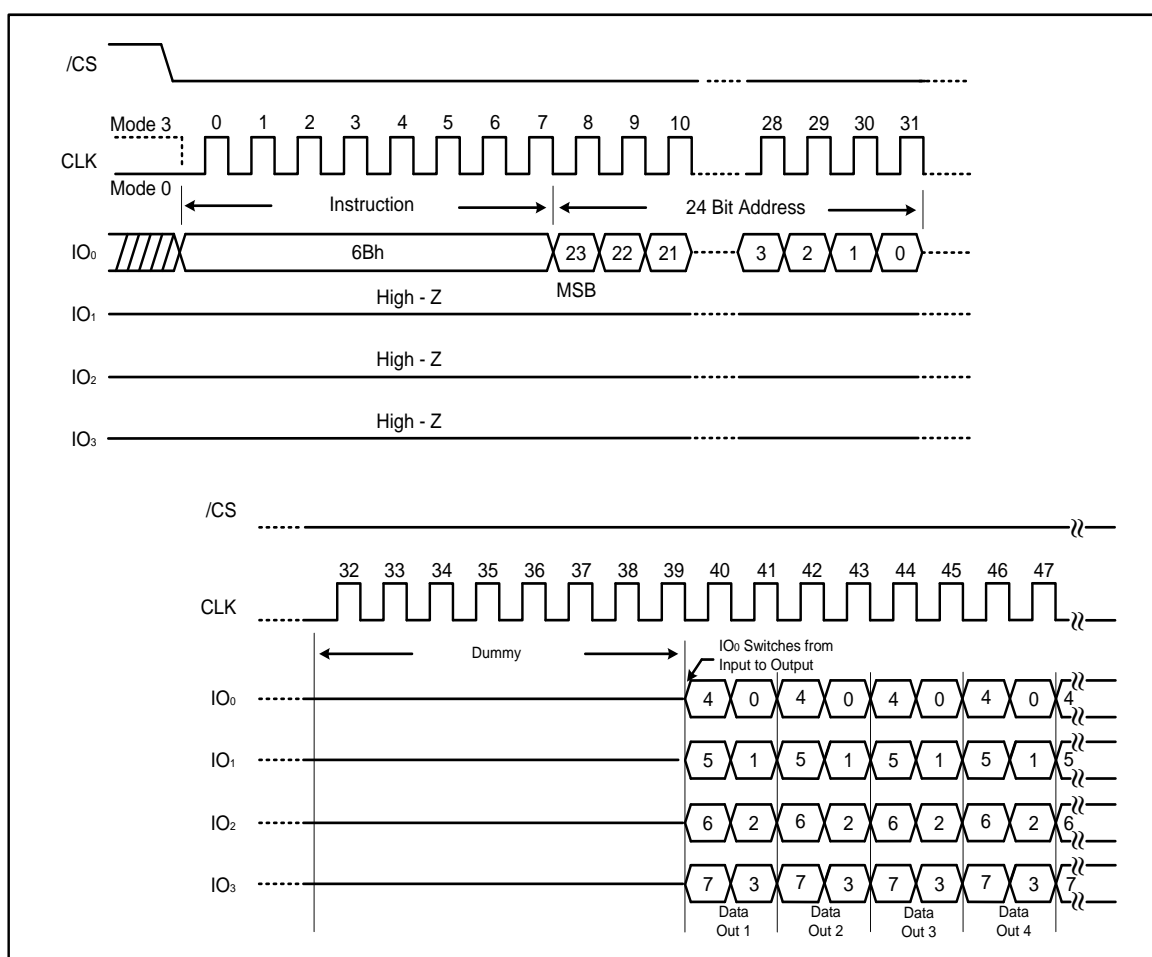 /CS
Mode 3 0 1 2 3 4 5 6 7 8 9 10 28 29 30 31
CLK
Mode 0
Instruction 24 Bit Address
IO₀ 6Bh 23 22 21 3 2 1 0
MSB
High - Z
IO₁
High - Z
IO₂
High - Z
IO₃
/CS
32 33 34 35 36 37 38 39 40 41 42 43 44 45 46 47
CLK
Dummy
IO₀ Switches from
Input to Output
IO₀ 4 0 4 0 4 0 4 0 4
IO₁ 5 1 5 1 5 1 5 1 5
IO₂ 6 2 6 2 6 2 6 2 6
IO₃ 7 3 7 3 7 3 7 3 7
Data Data Data Data
Out 1 Out 2 Out 3 Out 4